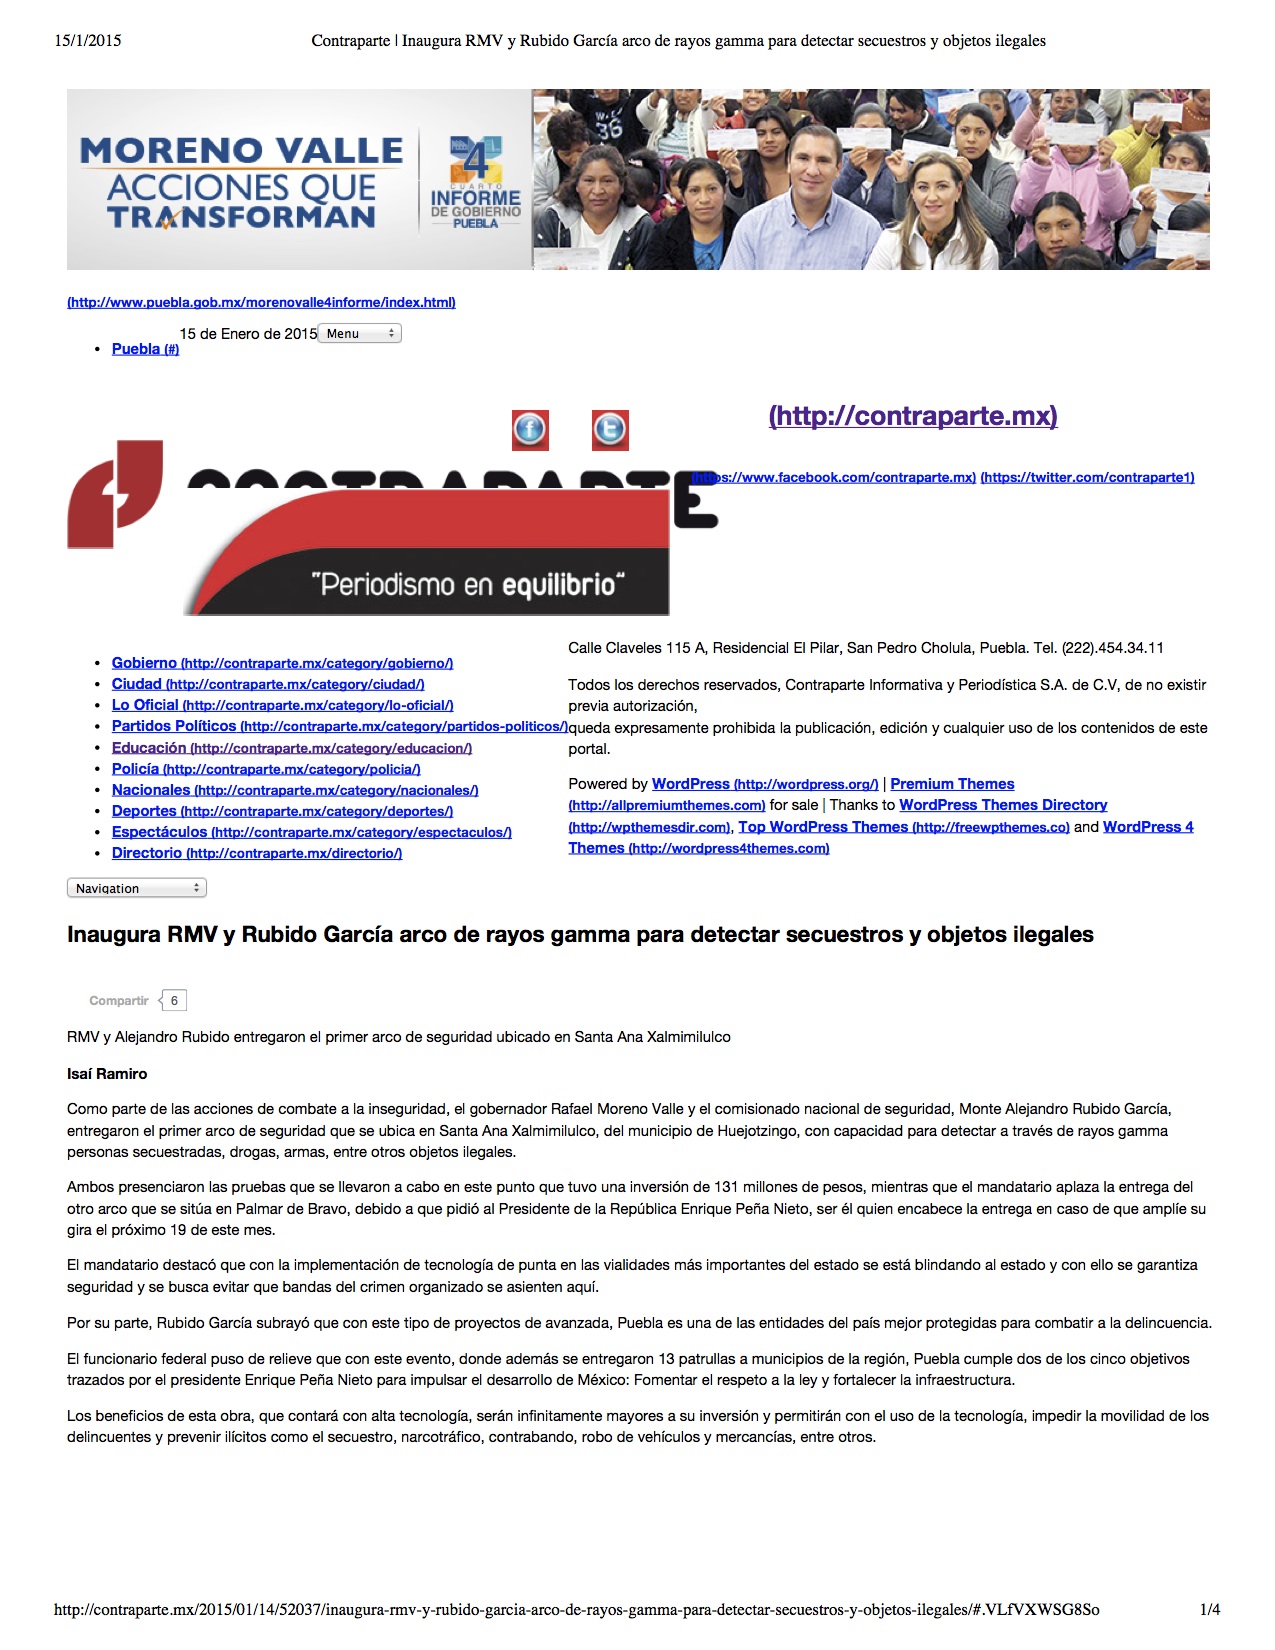 15/1/2015
Contraparte | Inaugura RMV y Rubido García arco de rayos gamma para detectar secuestros y objetos ilegales
MORENO VALLE
ACCIONES QUE
TRANSFORMAN
4
CUARTO
INFORME
DE GOBIERNO
PUEBLA
36
(http://www.puebla.gob.mx/morenovalle4informe/index.html)
15 de Enero de 2015 Menu
• Puebla (#)
(http://contraparte.mx)
CONTRAPARTE
(https://www.facebook.com/contraparte.mx) (https://twitter.com/contraparte1)
"Periodismo en equilibrio"
• Gobierno (http://contraparte.mx/category/gobierno/)
• Ciudad (http://contraparte.mx/category/ciudad/)
• Lo Oficial (http://contraparte.mx/category/lo-oficial/)
• Partidos Políticos (http://contraparte.mx/category/partidos-politicos/)
• Educación (http://contraparte.mx/category/educacion/)
• Policía (http://contraparte.mx/category/policia/)
• Nacionales (http://contraparte.mx/category/nacionales/)
• Deportes (http://contraparte.mx/category/deportes/)
• Espectáculos (http://contraparte.mx/category/espectaculos/)
• Directorio (http://contraparte.mx/directorio/)
Calle Claveles 115 A, Residencial El Pilar, San Pedro Cholula, Puebla. Tel. (222).454.34.11
Todos los derechos reservados, Contraparte Informativa y Periodística S.A. de C.V, de no existir
previa autorización,
queda expresamente prohibida la publicación, edición y cualquier uso de los contenidos de este
portal.
Powered by WordPress (http://wordpress.org/) | Premium Themes
(http://allpremiumthemes.com) for sale | Thanks to WordPress Themes Directory
(http://wpthemesdir.com), Top WordPress Themes (http://freewpthemes.co) and WordPress 4
Themes (http://wordpress4themes.com)
Navigation
Inaugura RMV y Rubido García arco de rayos gamma para detectar secuestros y objetos ilegales
Compartir 6
RMV y Alejandro Rubido entregaron el primer arco de seguridad ubicado en Santa Ana Xalmimilulco
Isaí Ramiro
Como parte de las acciones de combate a la inseguridad, el gobernador Rafael Moreno Valle y el comisionado nacional de seguridad, Monte Alejandro Rubido García,
entregaron el primer arco de seguridad que se ubica en Santa Ana Xalmimilulco, del municipio de Huejotzingo, con capacidad para detectar a través de rayos gamma
personas secuestradas, drogas, armas, entre otros objetos ilegales.
Ambos presenciaron las pruebas que se llevaron a cabo en este punto que tuvo una inversión de 131 millones de pesos, mientras que el mandatario aplaza la entrega del
otro arco que se sitúa en Palmar de Bravo, debido a que pidió al Presidente de la República Enrique Peña Nieto, ser él quien encabece la entrega en caso de que amplíe su
gira el próximo 19 de este mes.
El mandatario destacó que con la implementación de tecnología de punta en las vialidades más importantes del estado se está blindando al estado y con ello se garantiza
seguridad y se busca evitar que bandas del crimen organizado se asienten aquí.
Por su parte, Rubido García subrayó que con este tipo de proyectos de avanzada, Puebla es una de las entidades del país mejor protegidas para combatir a la delincuencia.
El funcionario federal puso de relieve que con este evento, donde además se entregaron 13 patrullas a municipios de la región, Puebla cumple dos de los cinco objetivos
trazados por el presidente Enrique Peña Nieto para impulsar el desarrollo de México: Fomentar el respeto a la ley y fortalecer la infraestructura.
Los beneficios de esta obra, que contará con alta tecnología, serán infinitamente mayores a su inversión y permitirán con el uso de la tecnología, impedir la movilidad de los
delincuentes y prevenir ilícitos como el secuestro, narcotráfico, contrabando, robo de vehículos y mercancías, entre otros.
http://contraparte.mx/2015/01/14/52037/inaugura-rmv-y-rubido-garcia-arco-de-rayos-gamma-para-detectar-secuestros-y-objetos-ilegales/#.VLfVXWSG8So
1/4